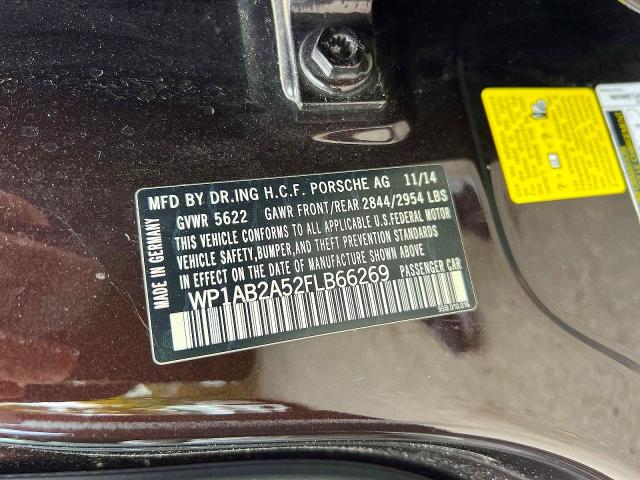 MFD BY DR.ING H.C.F. PORSCHE AG 11/14
GVWR 5622 GAWR FRONT/REAR 2844/2954 LBS
THIS VEHICLE CONFORMS TO ALL APPLICABLE U.S.FEDERAL MOTOR
VEHICLE SAFETY,BUMPER,AND THEFT PREVENTION STANDARDS
IN EFFECT ON THE DATE OF MANUFACTURE SHOWN ABOVE
WP1AB2A52FLB66269 PASSENGER CAR
MADE IN GERMANY